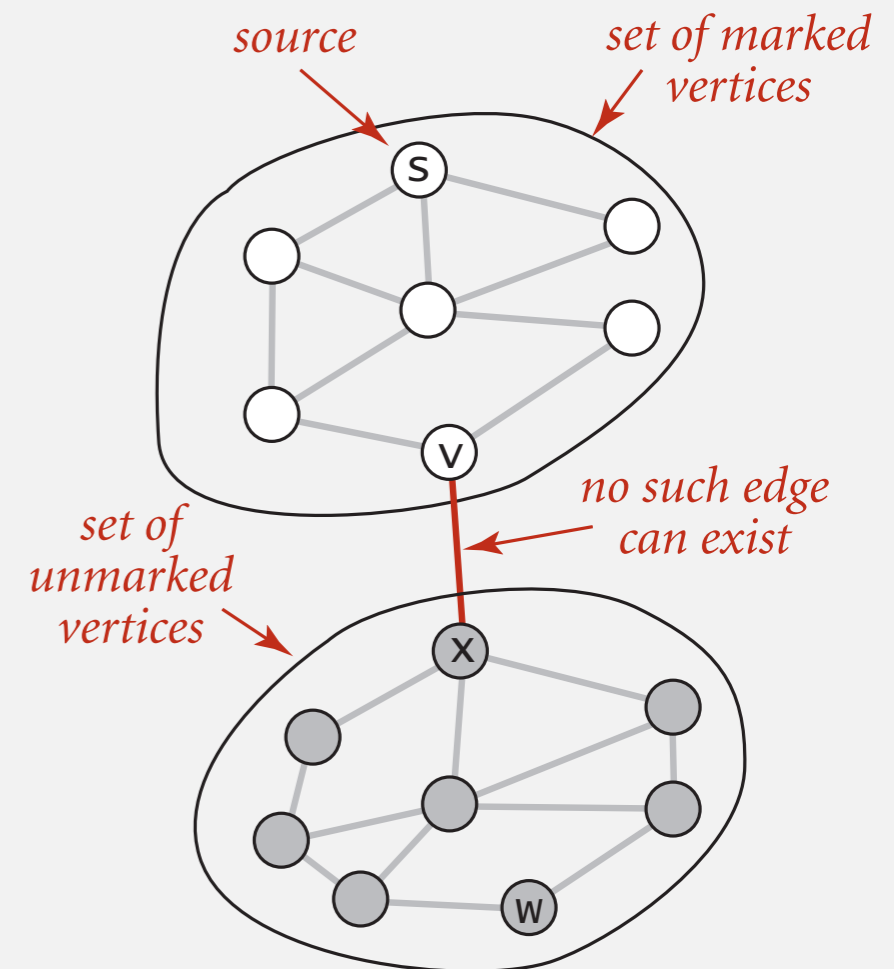 source
set of marked
vertices
s
v
no such edge
can exist
set of
unmarked
vertices
x
w